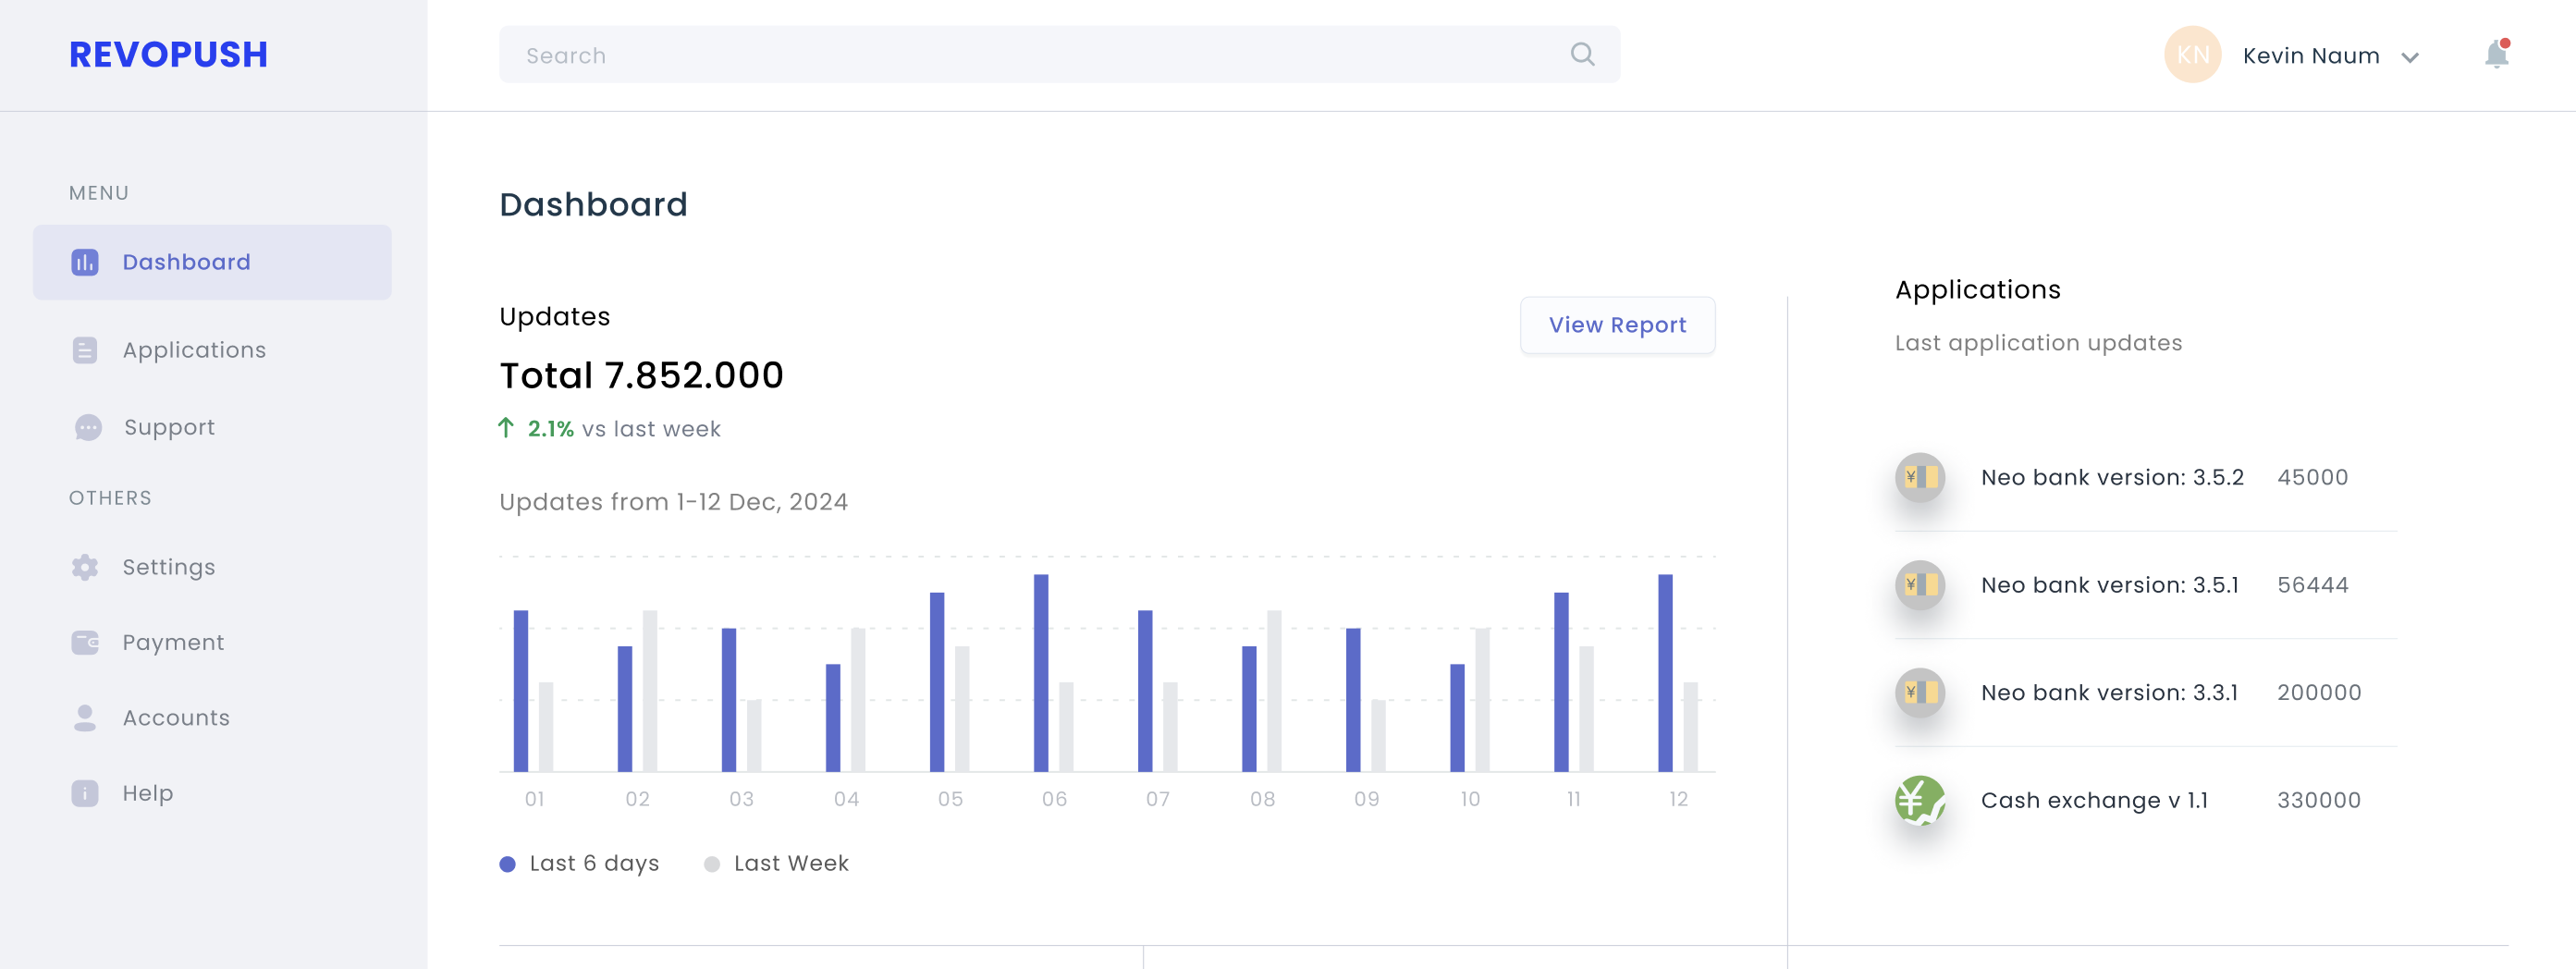 REVOPUSH
Search
KN
Kevin Naum
MENU
Dashboard
Applications
Support
OTHERS
Settings
Payment
Accounts
Help
Dashboard
Updates
View Report
Total 7.852.000
2.1% vs last week
Updates from 1-12 Dec, 2024
01 02 03 04 05 06 07 08 09 10 11 12
Last 6 days Last Week
Applications
Last application updates
Neo bank version: 3.5.2 45000
Neo bank version: 3.5.1 56444
Neo bank version: 3.3.1 200000
Cash exchange v 1.1 330000